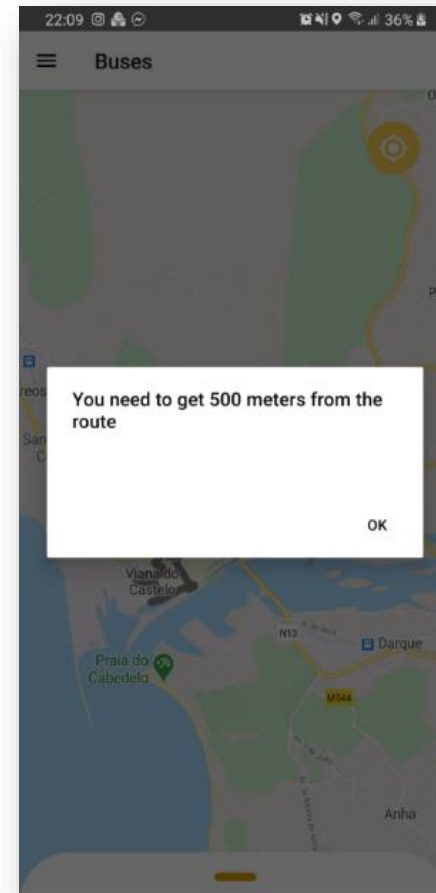 22:09 36%
Buses
You need to get 500 meters from the
route
OK
Viana do
Castelo
N13
Darque
Praia do
Cabedelo
M544
Anha